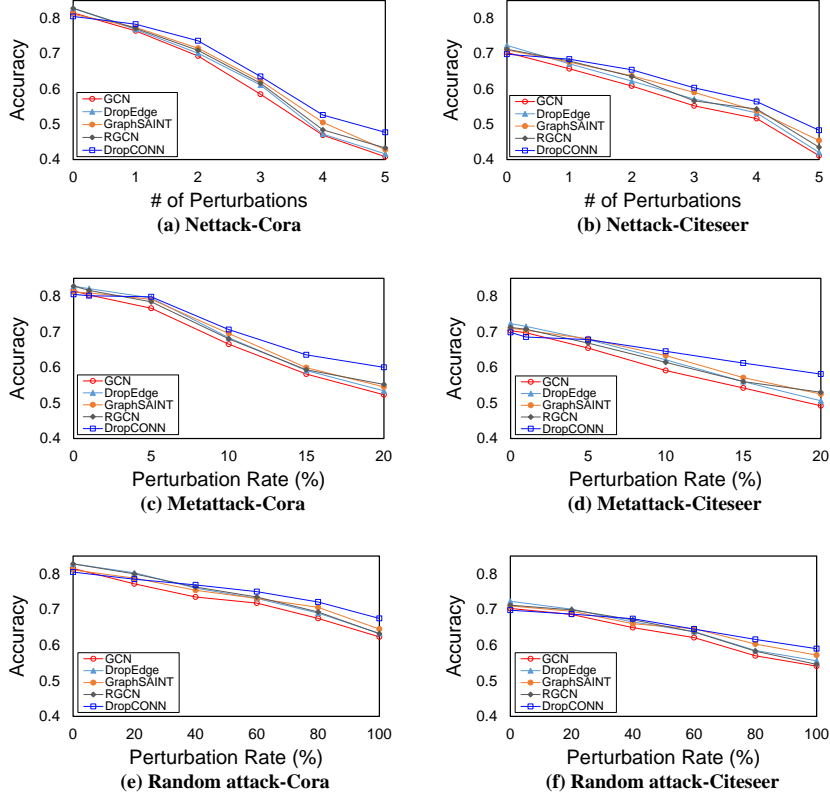 0.8
0.7
0.6
0.5
0.4
Accuracy
GCN
DropEdge
GraphSAINT
RGCN
DropCONN
0 1 2 3 4 5
# of Perturbations
(a) Nettack-Cora
0.8
0.7
0.6
0.5
0.4
Accuracy
GCN
DropEdge
GraphSAINT
RGCN
DropCONN
0 1 2 3 4 5
# of Perturbations
(b) Nettack-Citeseer
0.8
0.7
0.6
0.5
0.4
Accuracy
GCN
DropEdge
GraphSAINT
RGCN
DropCONN
0 5 10 15 20
Perturbation Rate (%)
(c) Metattack-Cora
0.8
0.7
0.6
0.5
0.4
Accuracy
GCN
DropEdge
GraphSAINT
RGCN
DropCONN
0 5 10 15 20
Perturbation Rate (%)
(d) Metattack-Citeseer
0.8
0.7
0.6
0.5
0.4
Accuracy
GCN
DropEdge
GraphSAINT
RGCN
DropCONN
0 20 40 60 80 100
Perturbation Rate (%)
(e) Random attack-Cora
0.8
0.7
0.6
0.5
0.4
Accuracy
GCN
DropEdge
GraphSAINT
RGCN
DropCONN
0 20 40 60 80 100
Perturbation Rate (%)
(f) Random attack-Citeseer